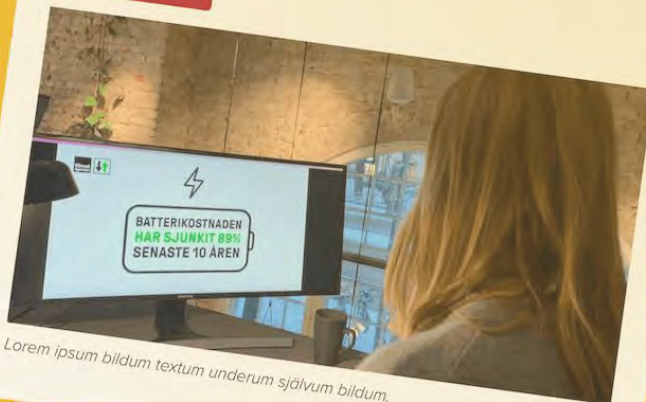 BATTERIKOSTNADEN
HAR SJUNKIT 89%
SENASTE 10 ÅREN
Lorem ipsum bildum textum underum självum bildum.